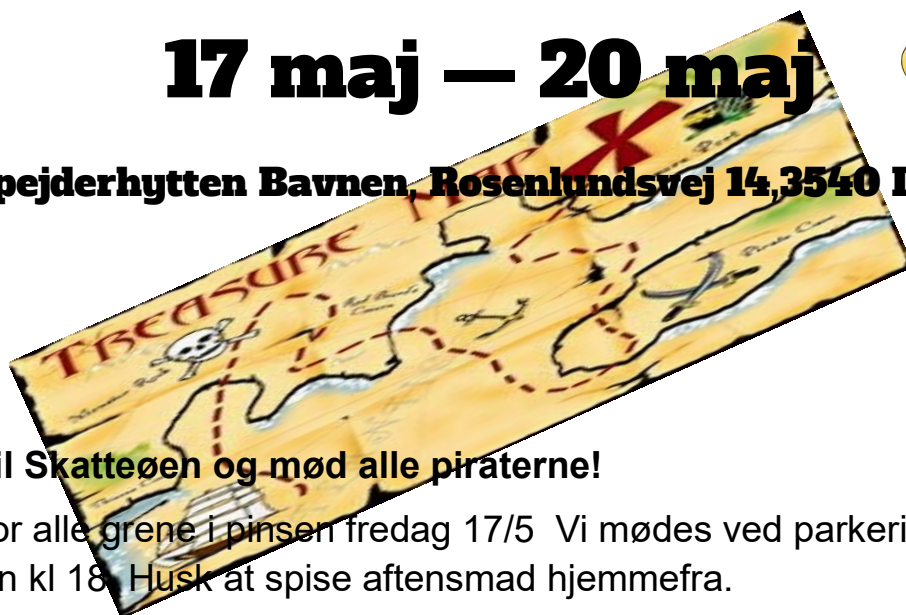 17 maj — 20 maj
pejderhytten Bavnen, Rosenlundsvej 14,3540
TREASURE MAP
il Skatteøen og mød alle piraterne!
or alle grene i pinsen fredag 17/5  Vi mødes ved parkeri
n kl 18. Husk at spise aftensmad hjemmefra.